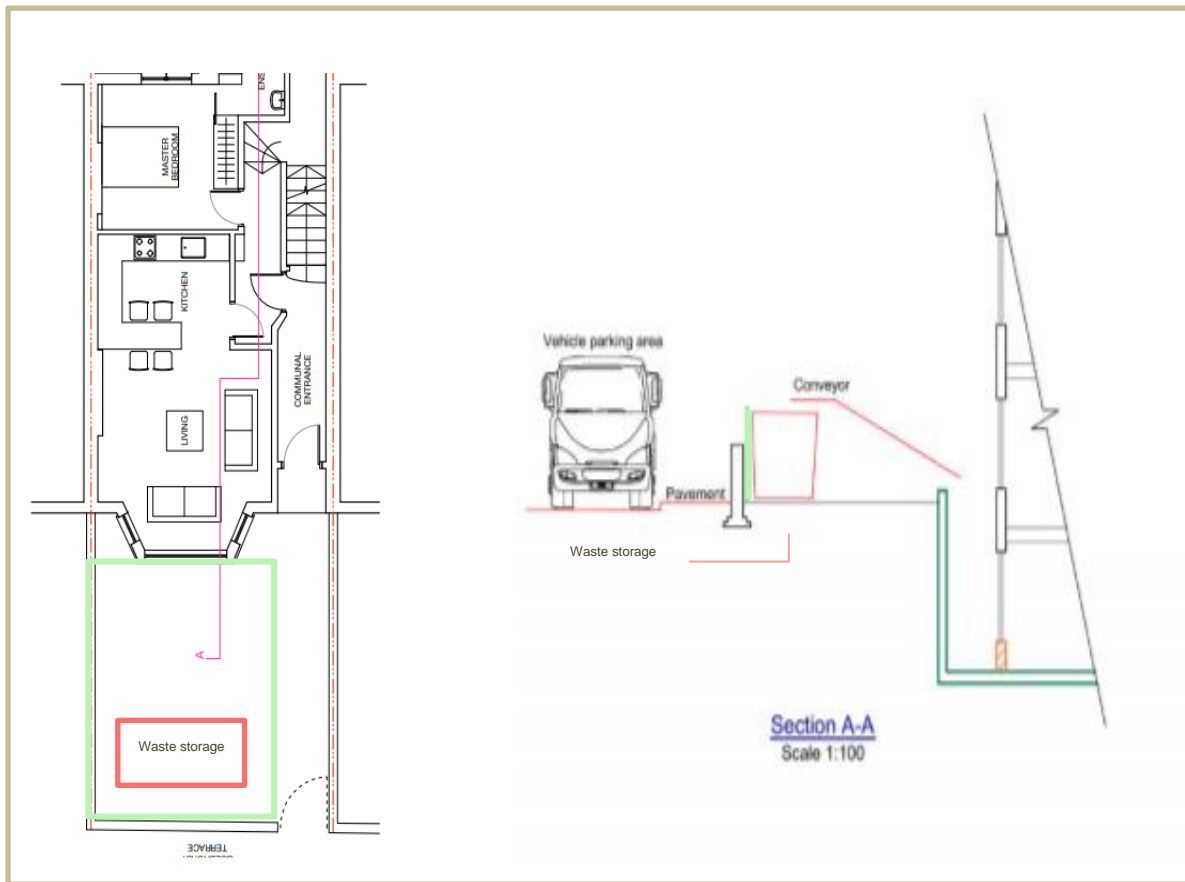 ENS
MASTER
BEDROOM
KITCHEN
LIVING
COMMUNAL
ENTRANCE
A
Waste storage
TERRACE
Vehicle parking area
Conveyor
Pavement
Waste storage
Section A-A
Scale 1:100